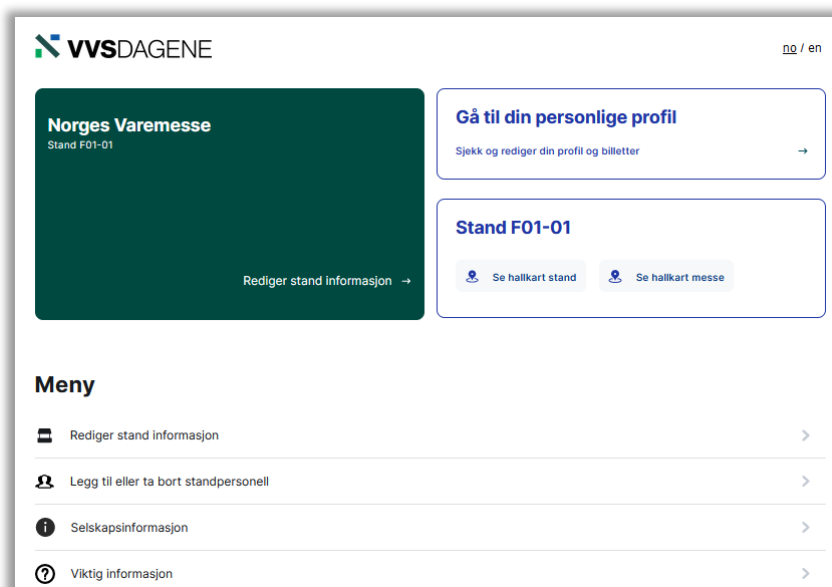 VVSDAGENE
no / en
Norges Varemesse
Stand F01-01
Rediger stand informasjon →
Gå til din personlige profil
Sjekk og rediger din profil og billetter →
Stand F01-01
Se hallkart stand
Se hallkart messe
Meny
Rediger stand informasjon
Legg til eller ta bort standpersonell
Selskapsinformasjon
Viktig informasjon